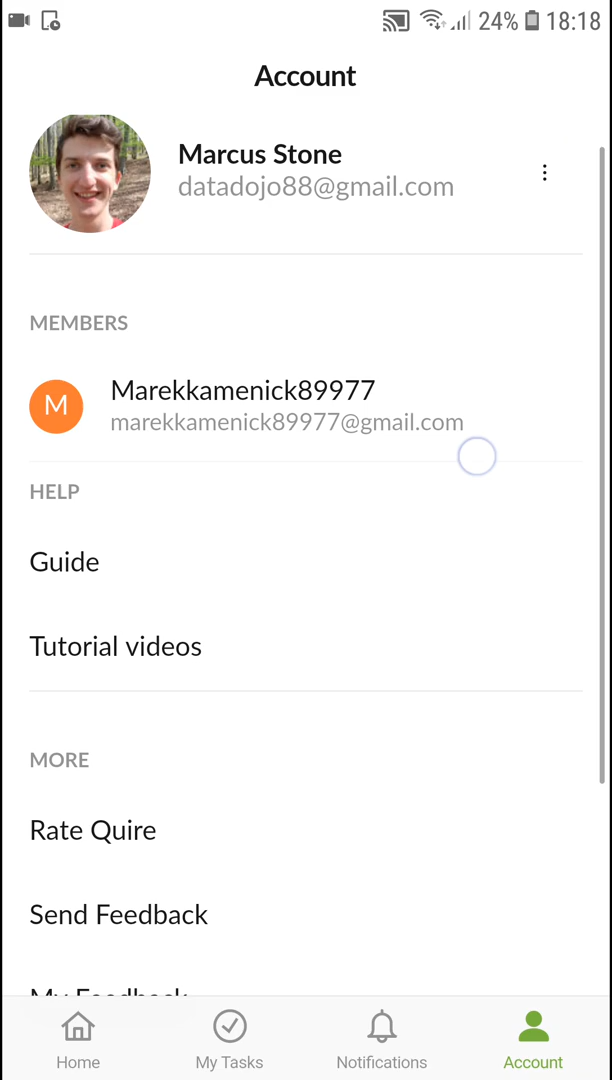 24% 18:18
Account
Marcus Stone
datadojo88@gmail.com
MEMBERS
M
Marekkamenick89977
marekkamenick89977@gmail.com
HELP
Guide
Tutorial videos
MORE
Rate Quire
Send Feedback
My Feedback
Home
My Tasks
Notifications
Account